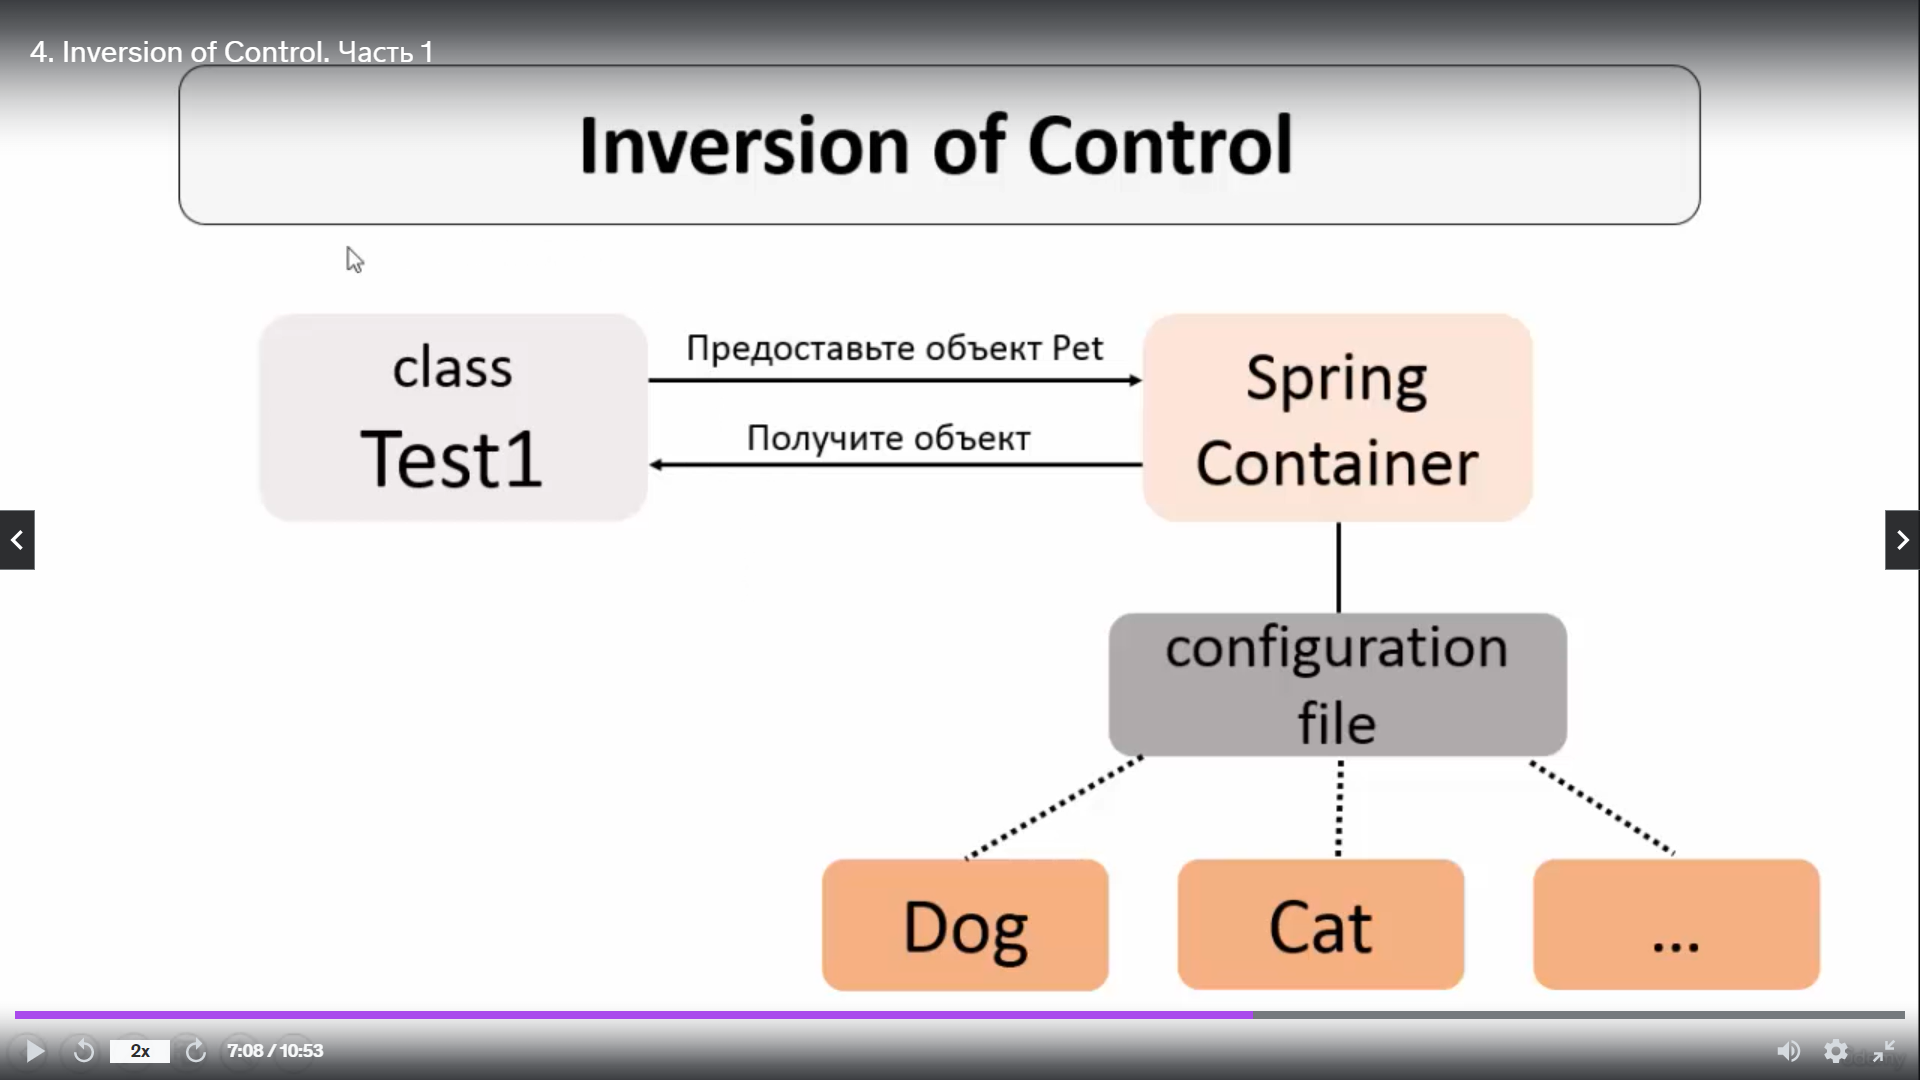 4. Inversion of Control. Часть 1
Inversion of Control
class
Test1
Предоставьте объект Pet
Получите объект
Spring
Container
configuration
file
Dog
Cat
...
2x
7:08 / 10:53